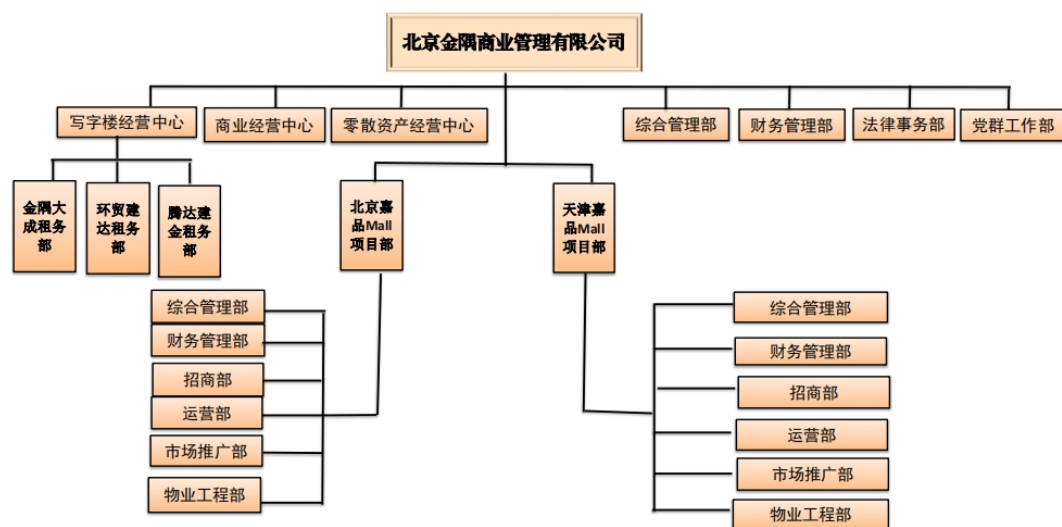 北京金隅商业管理有限公司
写字楼经营中心
商业经营中心
零散资产经营中心
综合管理部
财务管理部
法律事务部
党群工作部
金隅大
成租务
部
环贸建
达租务
部
腾达建
金租务
部
北京嘉
品Mall
项目部
天津嘉
品Mall
项目部
综合管理部
财务管理部
招商部
运营部
市场推广部
物业工程部
综合管理部
财务管理部
招商部
运营部
市场推广部
物业工程部